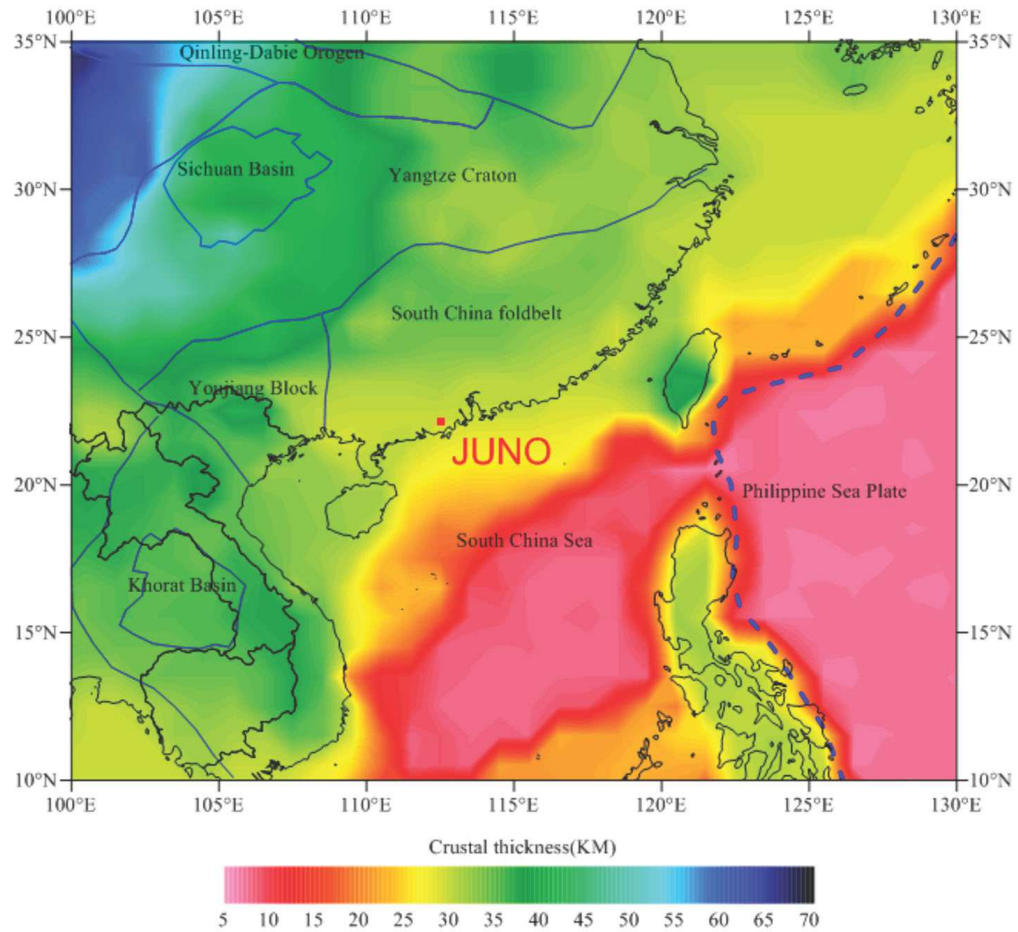 100°E 105°E 110°E 115°E 120°E 125°E 130°E
35°N 35°N
Qinling-Dabie Orogen
Sichuan Basin
Yangtze Craton
30°N 30°N
South China foldbelt
25°N 25°N
Youjiang Block
JUNO
20°N 20°N
Philippine Sea Plate
South China Sea
Khorat Basin
15°N 15°N
10°N 10°N
100°E 105°E 110°E 115°E 120°E 125°E 130°E
Crustal thickness(KM)
5 10 15 20 25 30 35 40 45 50 55 60 65 70